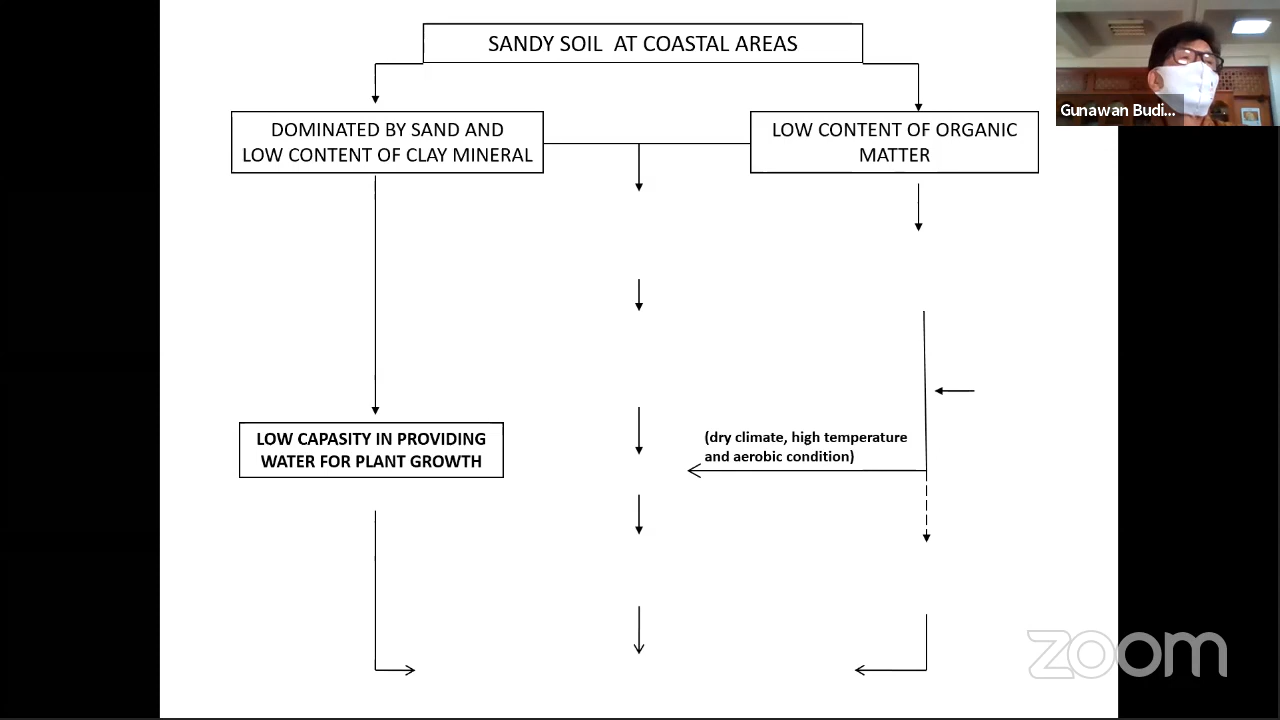 SANDY SOIL AT COASTAL AREAS
DOMINATED BY SAND AND
LOW CONTENT OF CLAY MINERAL
LOW CONTENT OF ORGANIC
MATTER
LOW CAPASITY IN PROVIDING
WATER FOR PLANT GROWTH
(dry climate, high temperature
and aerobic condition)
Gunawan Budi...
zoom